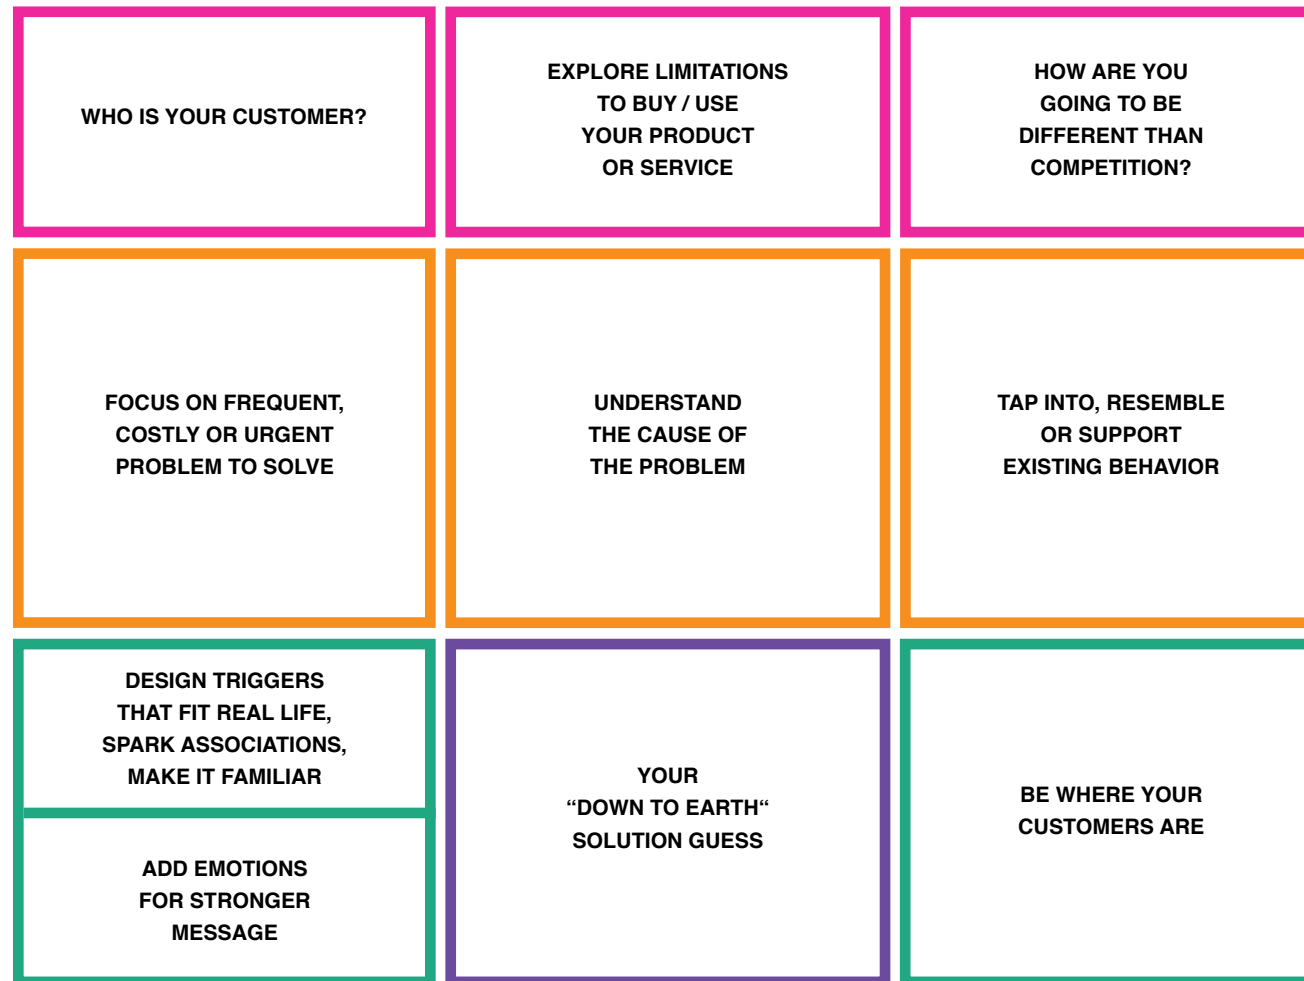 WHO IS YOUR CUSTOMER?
EXPLORE LIMITATIONS
TO BUY / USE
YOUR PRODUCT
OR SERVICE
HOW ARE YOU
GOING TO BE
DIFFERENT THAN
COMPETITION?
FOCUS ON FREQUENT,
COSTLY OR URGENT
PROBLEM TO SOLVE
UNDERSTAND
THE CAUSE OF
THE PROBLEM
TAP INTO, RESEMBLE
OR SUPPORT
EXISTING BEHAVIOR
DESIGN TRIGGERS
THAT FIT REAL LIFE,
SPARK ASSOCIATIONS,
MAKE IT FAMILIAR
ADD EMOTIONS
FOR STRONGER
MESSAGE
YOUR
“DOWN TO EARTH“
SOLUTION GUESS
BE WHERE YOUR
CUSTOMERS ARE